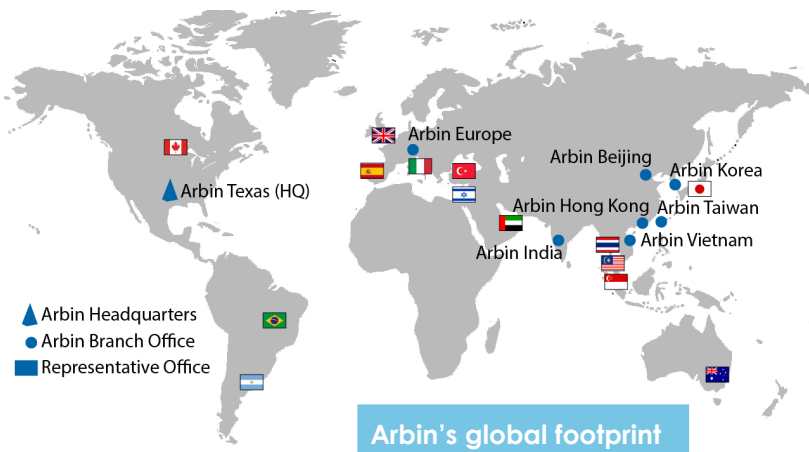 Arbin Europe
Arbin Beijing
Arbin Korea
Arbin Texas (HQ)
Arbin Hong Kong
Arbin Taiwan
Arbin India
Arbin Vietnam
Arbin Headquarters
Arbin Branch Office
Representative Office
Arbin’s global footprint